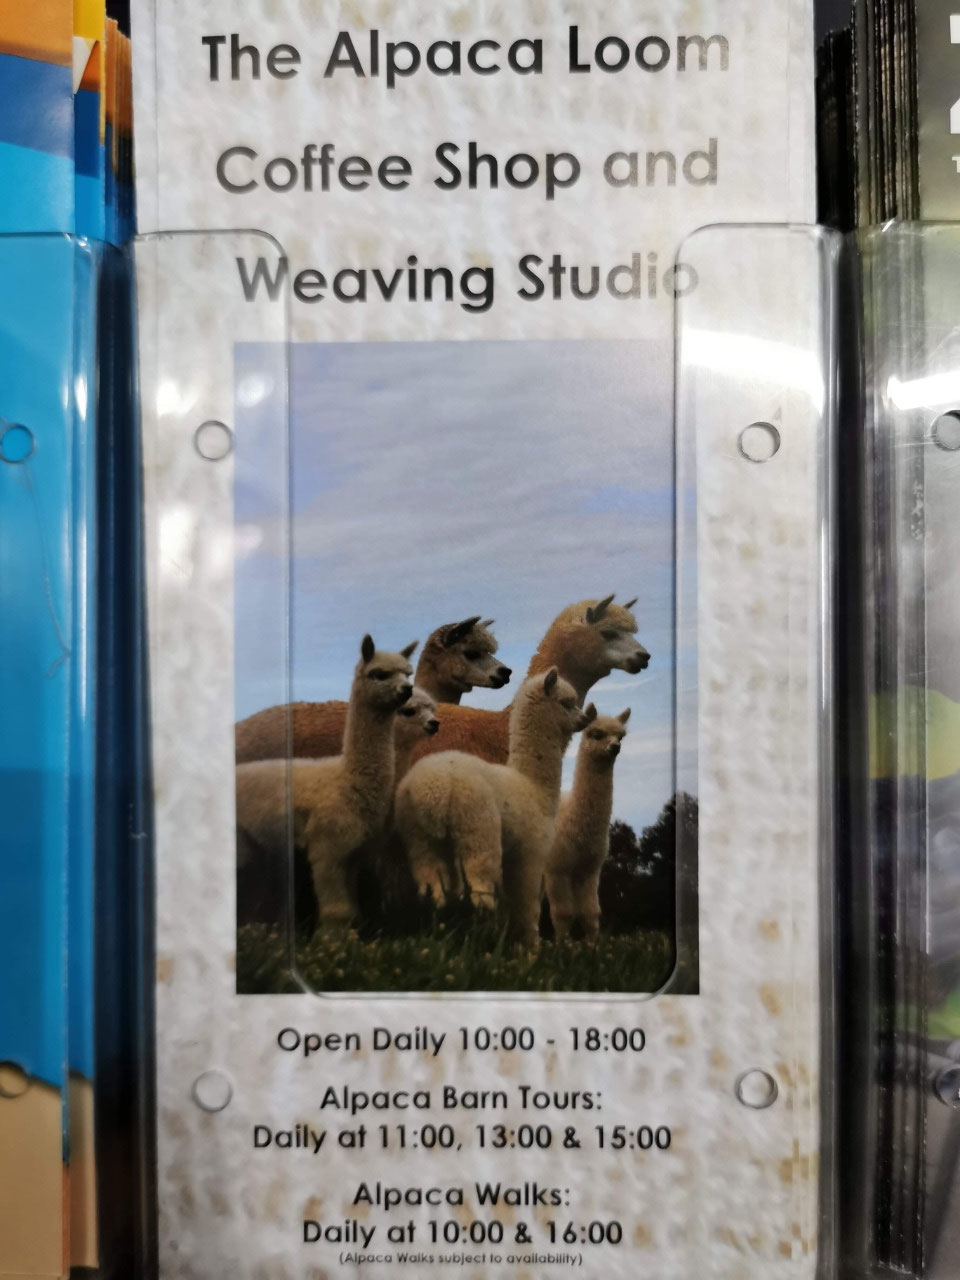 The Alpaca Loom
Coffee Shop and
Weaving Studio
Open Daily 10:00 - 18:00
Alpaca Barn Tours:
Daily at 11:00, 13:00 & 15:00
Alpaca Walks:
Daily at 10:00 & 16:00
(Alpaca Walks subject to availability)